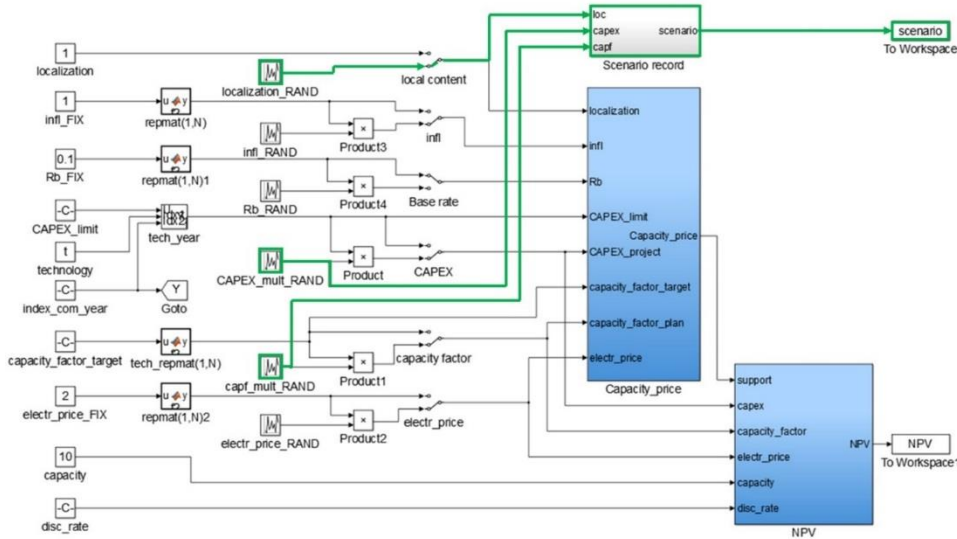 loc
capex
capf
scenario
Scenario record
scenario
To Workspace
1
localization
localization_RAND
local content
1
infl_FIX
u y
repmat(1,N)
infl_RAND
×
Product3
infl
0.1
Rb_FIX
u y
repmat(1,N)1
Rb_RAND
×
Product4
Base rate
-C-
CAPEX_limit
t
technology
tech_year
-C-
index_com_year
Y
Goto
CAPEX_mult_RAND
×
Product
CAPEX
-C-
capacity_factor_target
u y
tech_repmat(1,N)
capf_mult_RAND
×
Product1
capacity factor
2
electr_price_FIX
u y
repmat(1,N)2
electr_price_RAND
×
Product2
electr_price
10
capacity
-C-
disc_rate
localization
infl
Rb
CAPEX_limit
CAPEX_project
capacity_factor_target
capacity_factor_plan
electr_price
Capacity_price
Capacity_price
support
capex
capacity_factor
electr_price
capacity
disc_rate
NPV
NPV
NPV